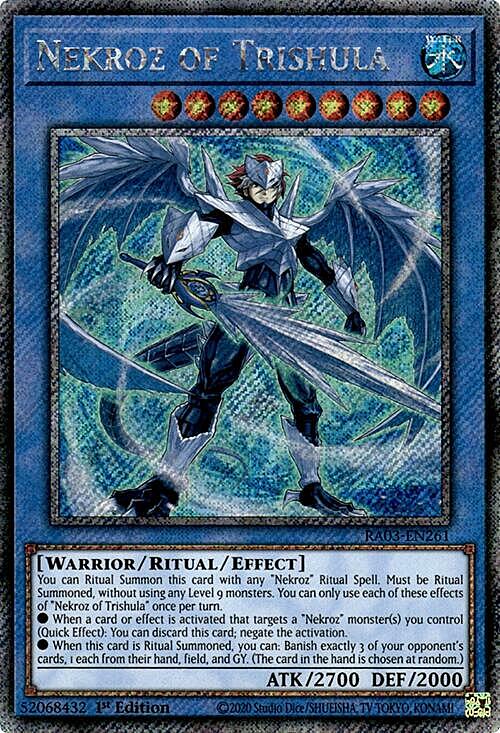 NEKROZ OF TRISHULA
WATER
水
RA03-EN261
[WARRIOR/RITUAL/EFFECT]
You can Ritual Summon this card with any "Nekroz" Ritual Spell. Must be Ritual
Summoned, without using any Level 9 monsters. You can only use each of these effects
of "Nekroz of Trishula" once per turn.
● When a card or effect is activated that targets a "Nekroz" monster(s) you control
(Quick Effect): You can discard this card; negate the activation.
● When this card is Ritual Summoned, you can: Banish exactly 3 of your opponent's
cards, 1 each from their hand, field, and GY. (The card in the hand is chosen at random.)
ATK/2700 DEF/2000
52068432 1st Edition ©2020 Studio Dice/SHUEISHA, TV TOKYO, KONAMI